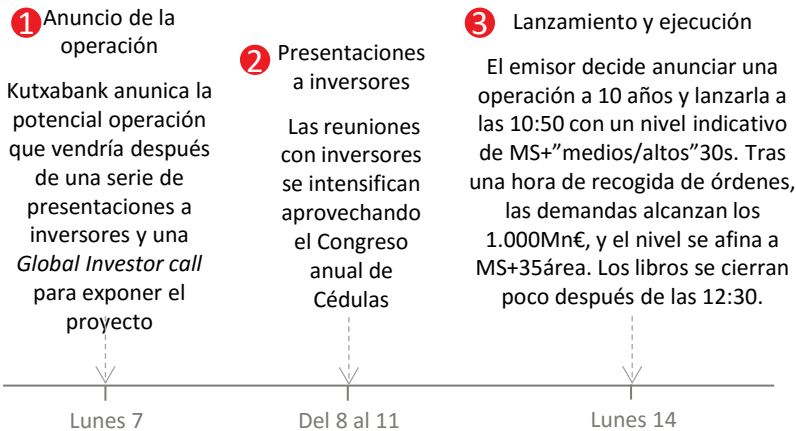 1 Anuncio de la
operación
Kutxabank anunica la
potencial operación
que vendría después
de una serie de
presentaciones a
inversores y una
Global Investor call
para exponer el
proyecto
2 Presentaciones
a inversores
Las reuniones
con inversores
se intensifican
aprovechando
el Congreso
anual de
Cédulas
3 Lanzamiento y ejecución
El emisor decide anunciar una
operación a 10 años y lanzarla a
las 10:50 con un nivel indicativo
de MS+”medios/altos”30s. Tras
una hora de recogida de órdenes,
las demandas alcanzan los
1.000Mn€, y el nivel se afina a
MS+35área. Los libros se cierran
poco después de las 12:30.
Lunes 7
Del 8 al 11
Lunes 14